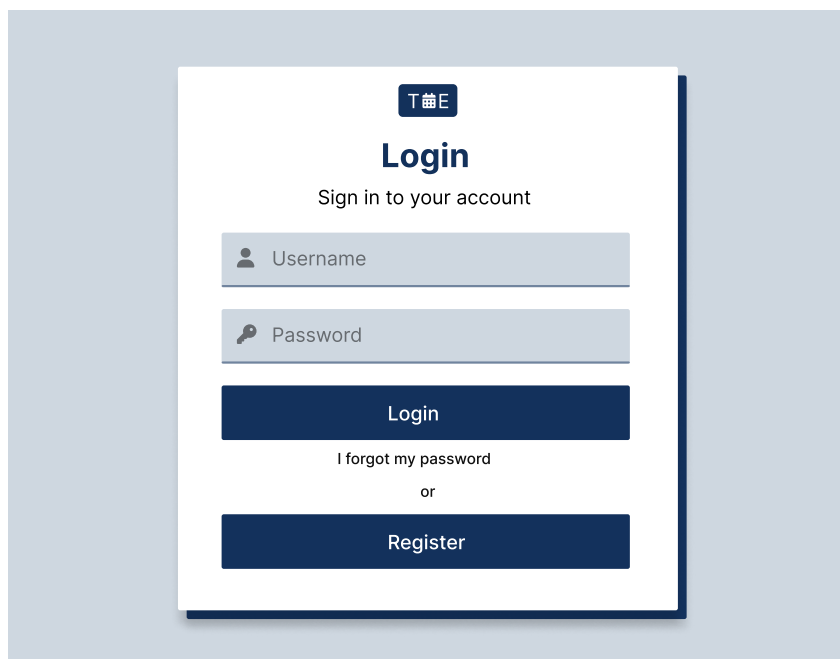 T E
Login
Sign in to your account
Username
Password
Login
I forgot my password
or
Register